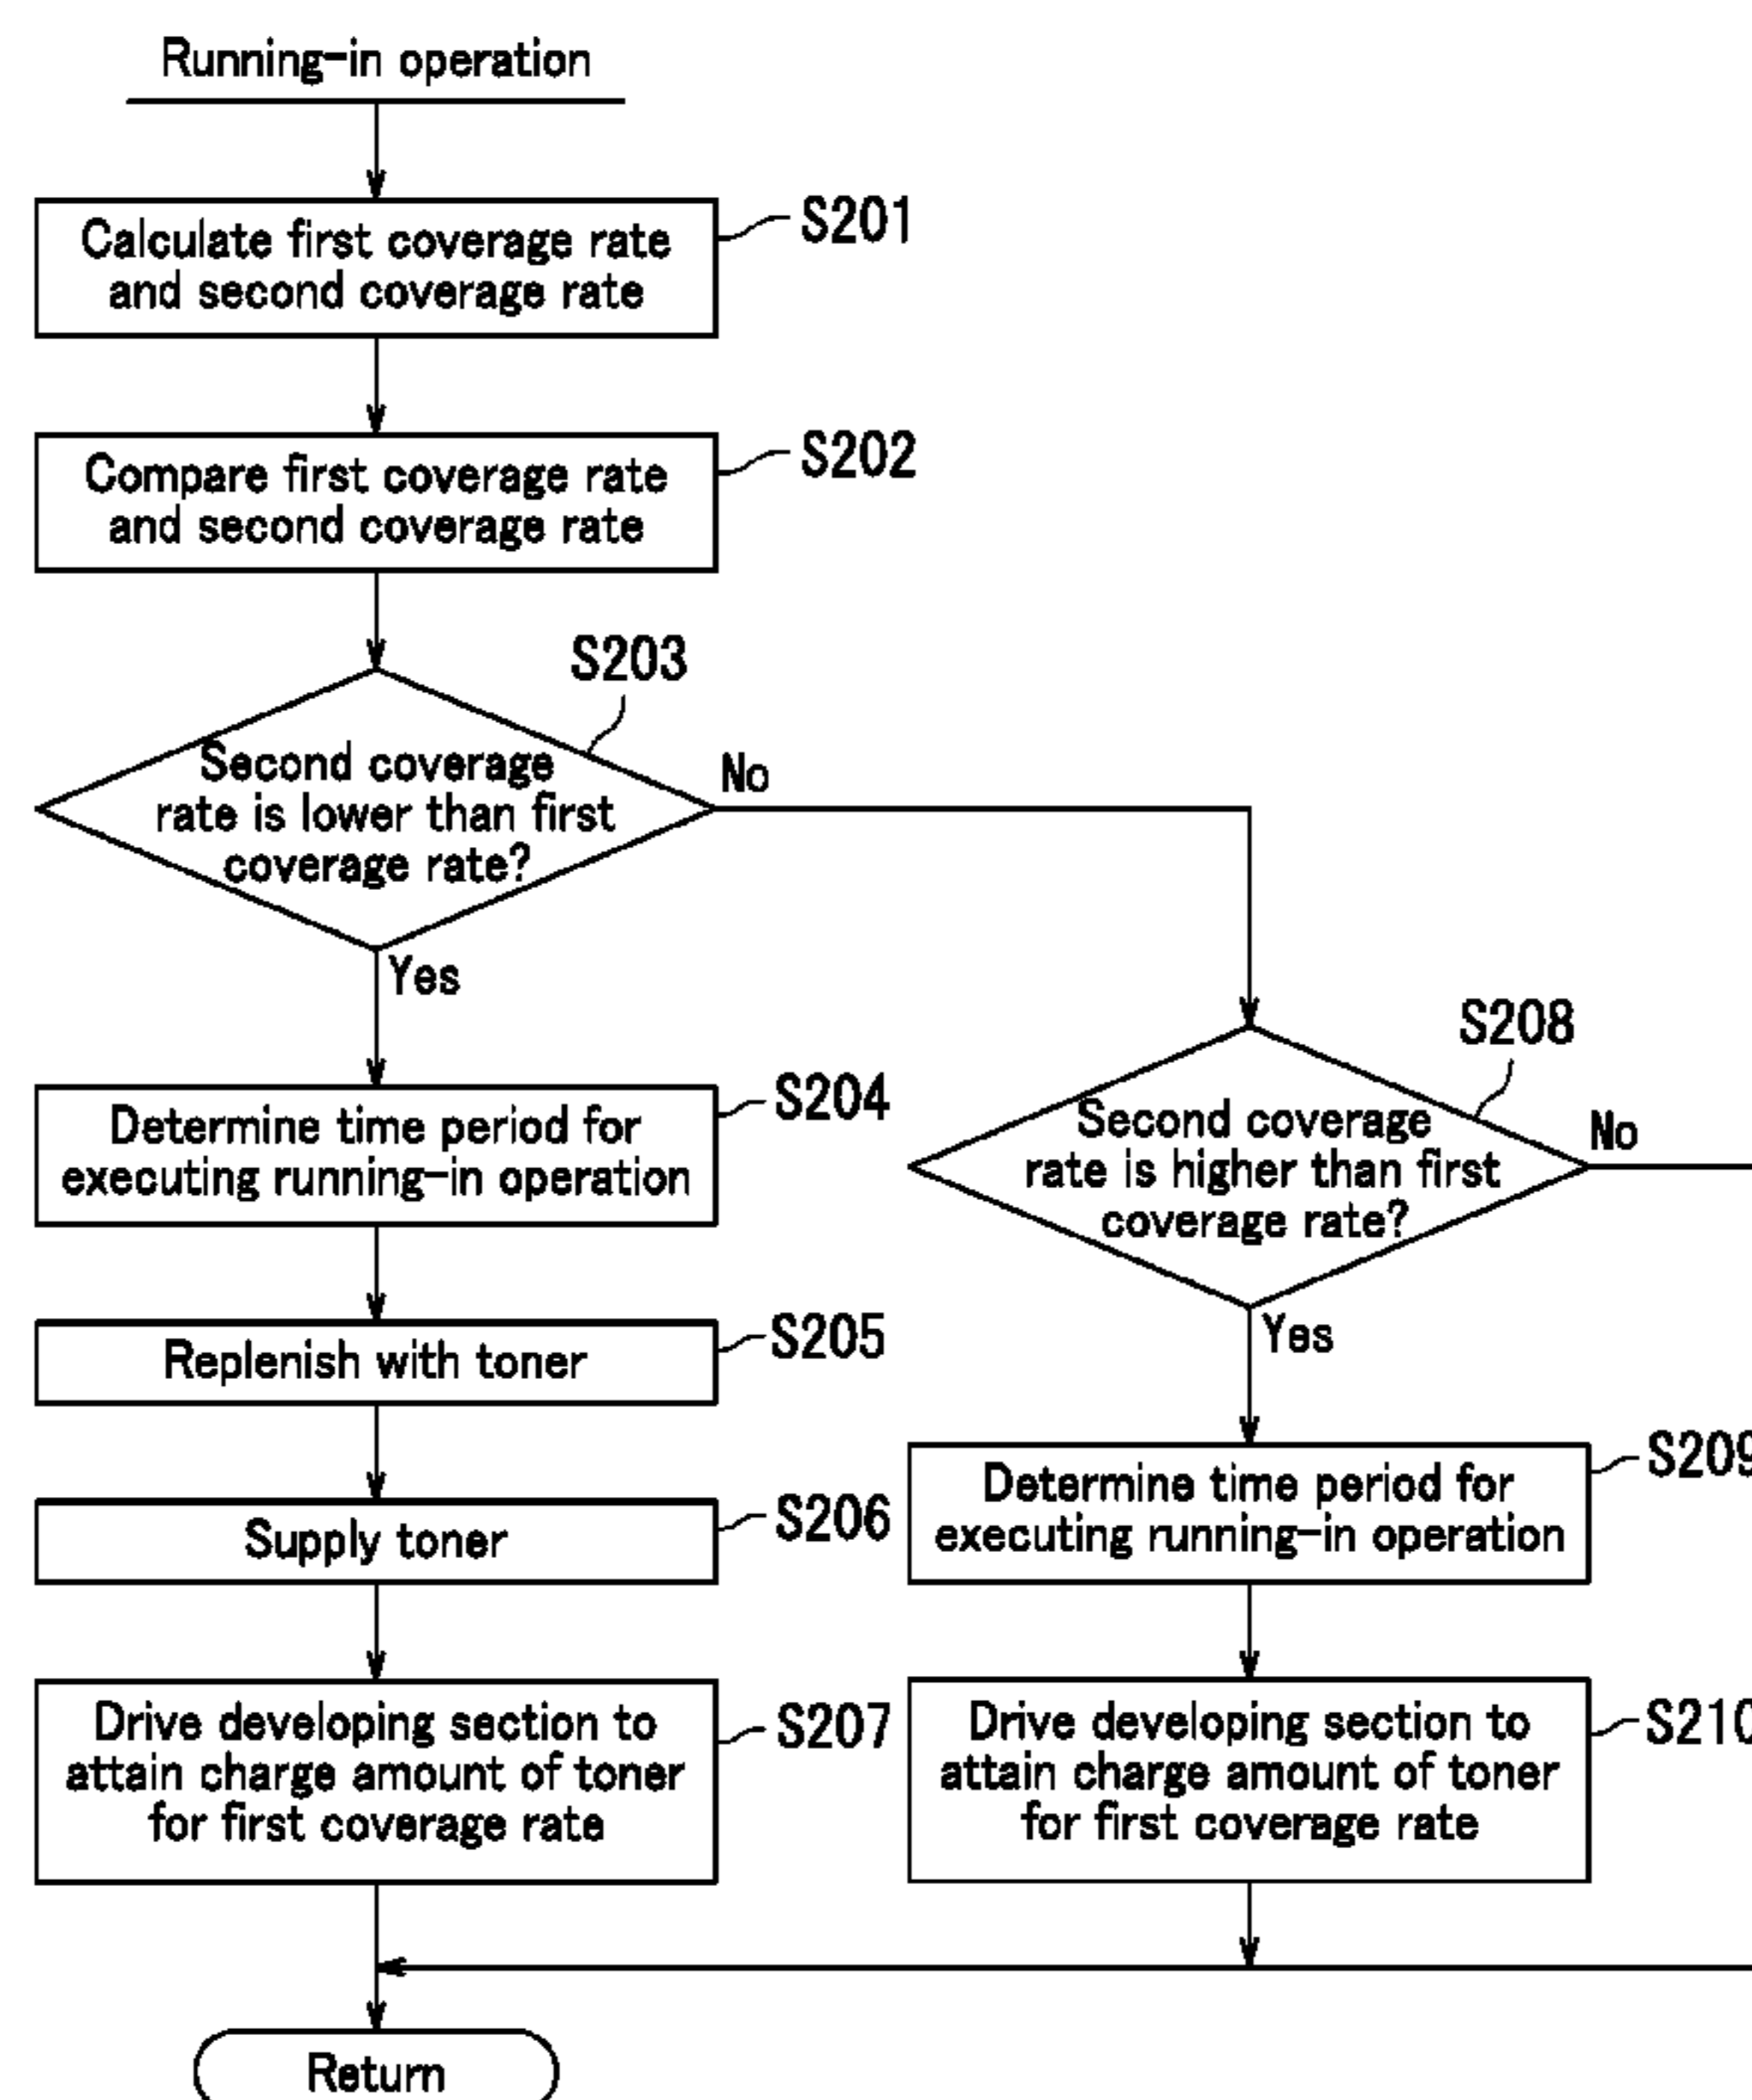 Running-in operation
S201
Calculate first coverage rate
and second coverage rate
S202
Compare first coverage rate
and second coverage rate
S203
Second coverage
rate is lower than first
coverage rate?
No
Yes
S204
Determine time period for
executing running-in operation
S205
Replenish with toner
S206
Supply toner
S207
Drive developing section to
attain charge amount of toner
for first coverage rate
S208
Second coverage
rate is higher than first
coverage rate?
No
Yes
S209
Determine time period for
executing running-in operation
S210
Drive developing section to
attain charge amount of toner
for first coverage rate
Return